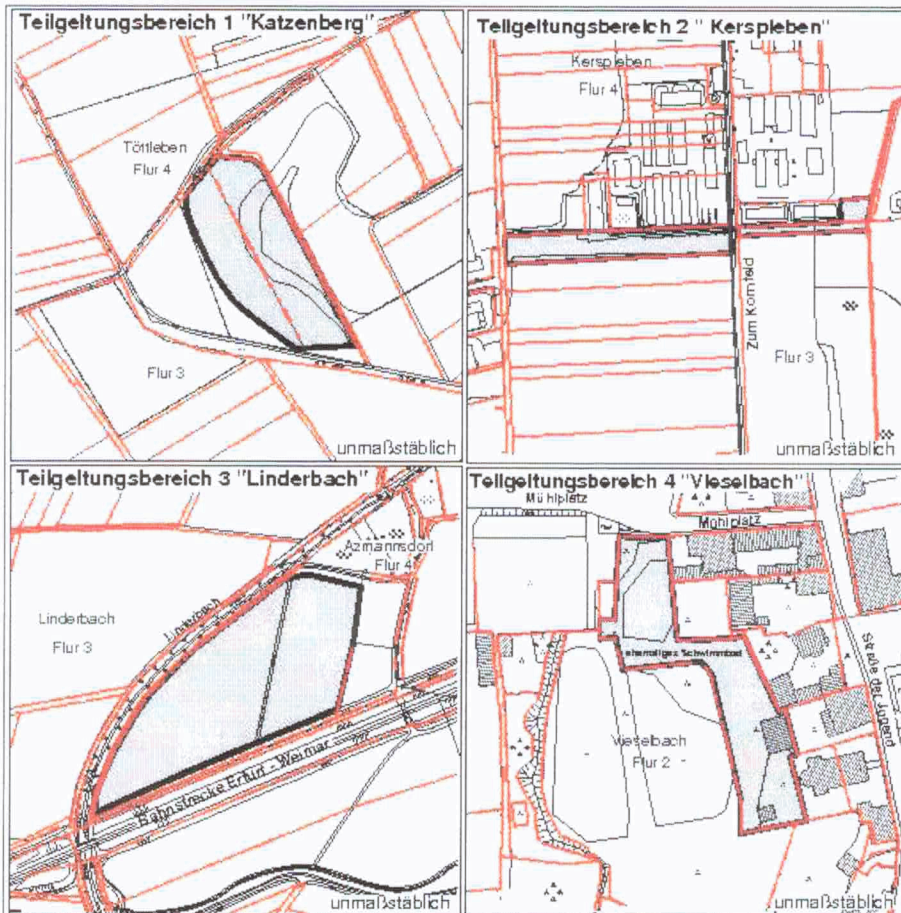 Teilgeltungsbereich 1 "Katzenberg"
Töttleben
Flur 4
Flur 3
unmaßstäblich
Teilgeltungsbereich 2 " Kerspleben"
Kerspleben
Flur 4
Zum Kornfeld
Flur 3
unmaßstäblich
Teilgeltungsbereich 3 "Linderbach"
Azmannsdorf
Flur 4
Linderbach
Linderbach
Flur 3
Bahnstrecke Erfurt - Weimar
unmaßstäblich
Teilgeltungsbereich 4 "Vieselbach"
Mühlplatz
Mühlplatz
ehemaliges Schwimmbad
Straße der Jugend
Vieselbach
Flur 2
unmaßstäblich